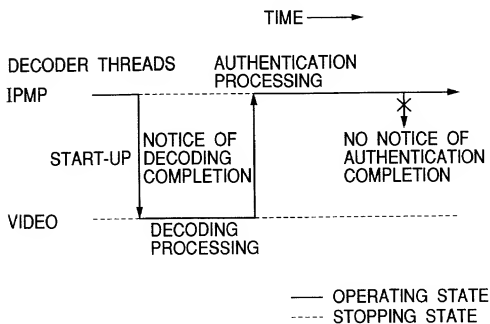 TIME
DECODER THREADS
AUTHENTICATION
PROCESSING
IPMP
START-UP
NOTICE OF
DECODING
COMPLETION
NO NOTICE OF
AUTHENTICATION
COMPLETION
VIDEO
DECODING
PROCESSING
OPERATING STATE
STOPPING STATE